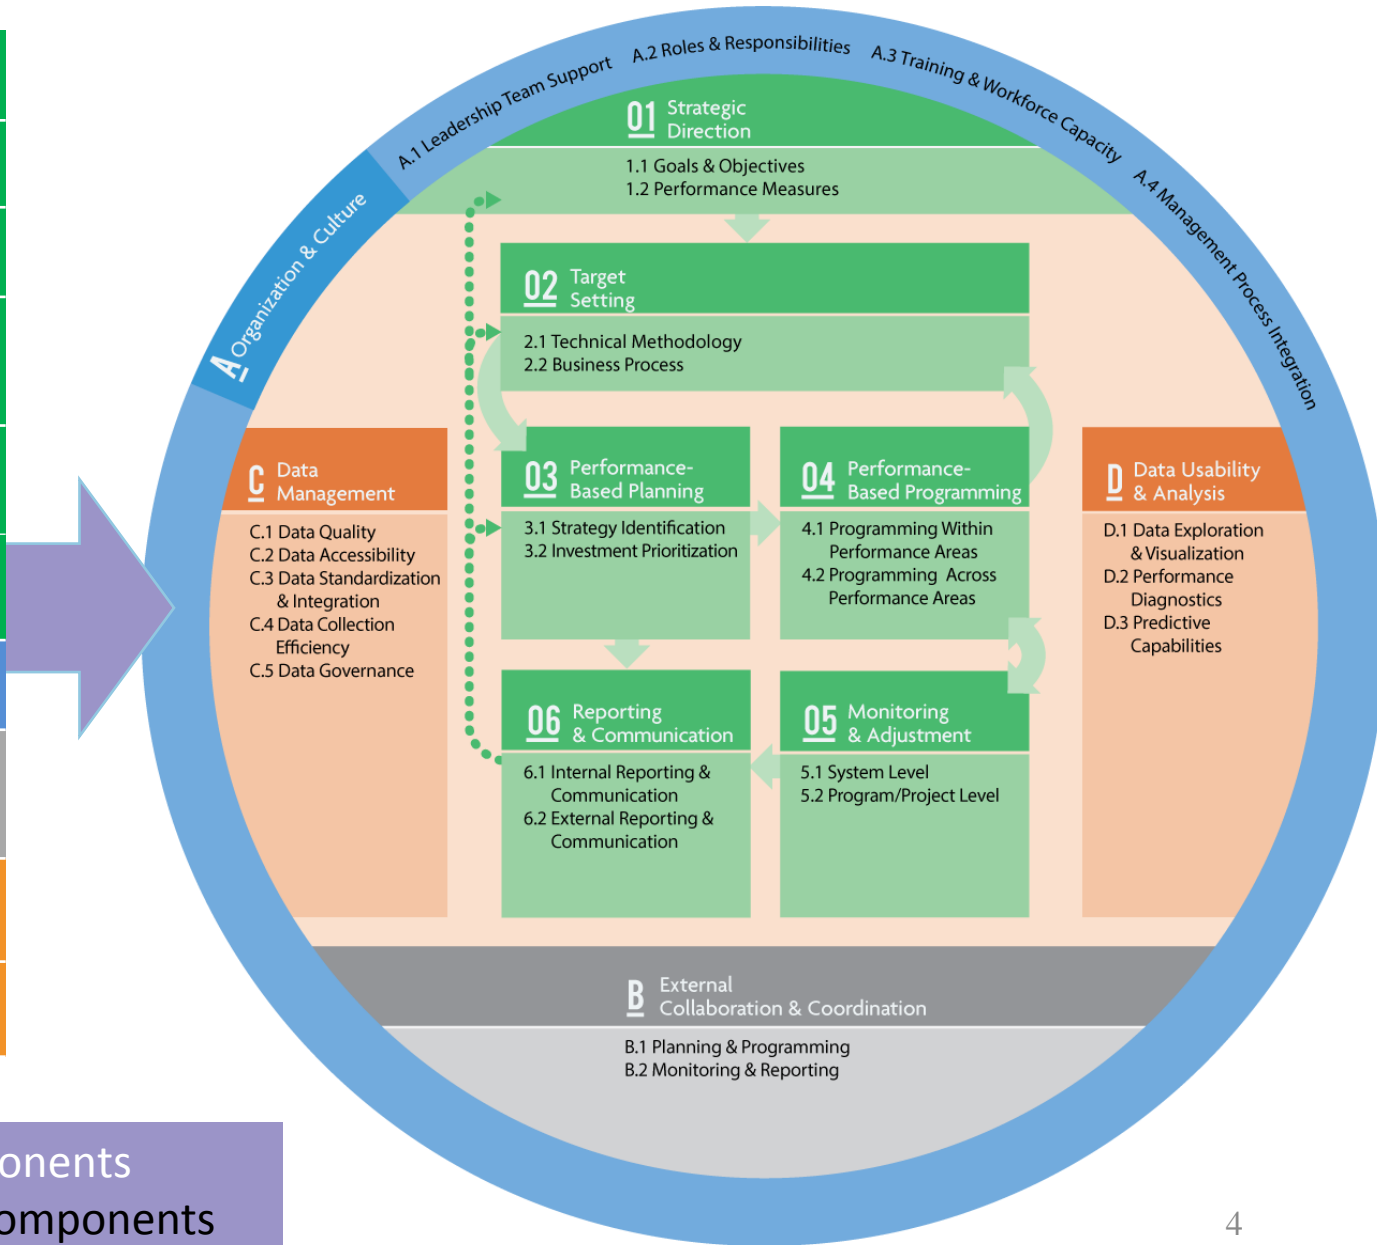 A.1 Leadership Team Support
A.2 Roles & Responsibilities
A.3 Training & Workforce Capacity
A.4 Management Process Integration
A Organization & Culture
01 Strategic
Direction
1.1 Goals & Objectives
1.2 Performance Measures
02 Target
Setting
2.1 Technical Methodology
2.2 Business Process
C Data
Management
C.1 Data Quality
C.2 Data Accessibility
C.3 Data Standardization
& Integration
C.4 Data Collection
Efficiency
C.5 Data Governance
03 Performance-
Based Planning
3.1 Strategy Identification
3.2 Investment Prioritization
04 Performance-
Based Programming
4.1 Programming Within
Performance Areas
4.2 Programming Across
Performance Areas
D Data Usability
& Analysis
D.1 Data Exploration
& Visualization
D.2 Performance
Diagnostics
D.3 Predictive
Capabilities
06 Reporting
& Communication
6.1 Internal Reporting &
Communication
6.2 External Reporting &
Communication
05 Monitoring
& Adjustment
5.1 System Level
5.2 Program/Project Level
B External
Collaboration & Coordination
B.1 Planning & Programming
B.2 Monitoring & Reporting
onents
omponents
4